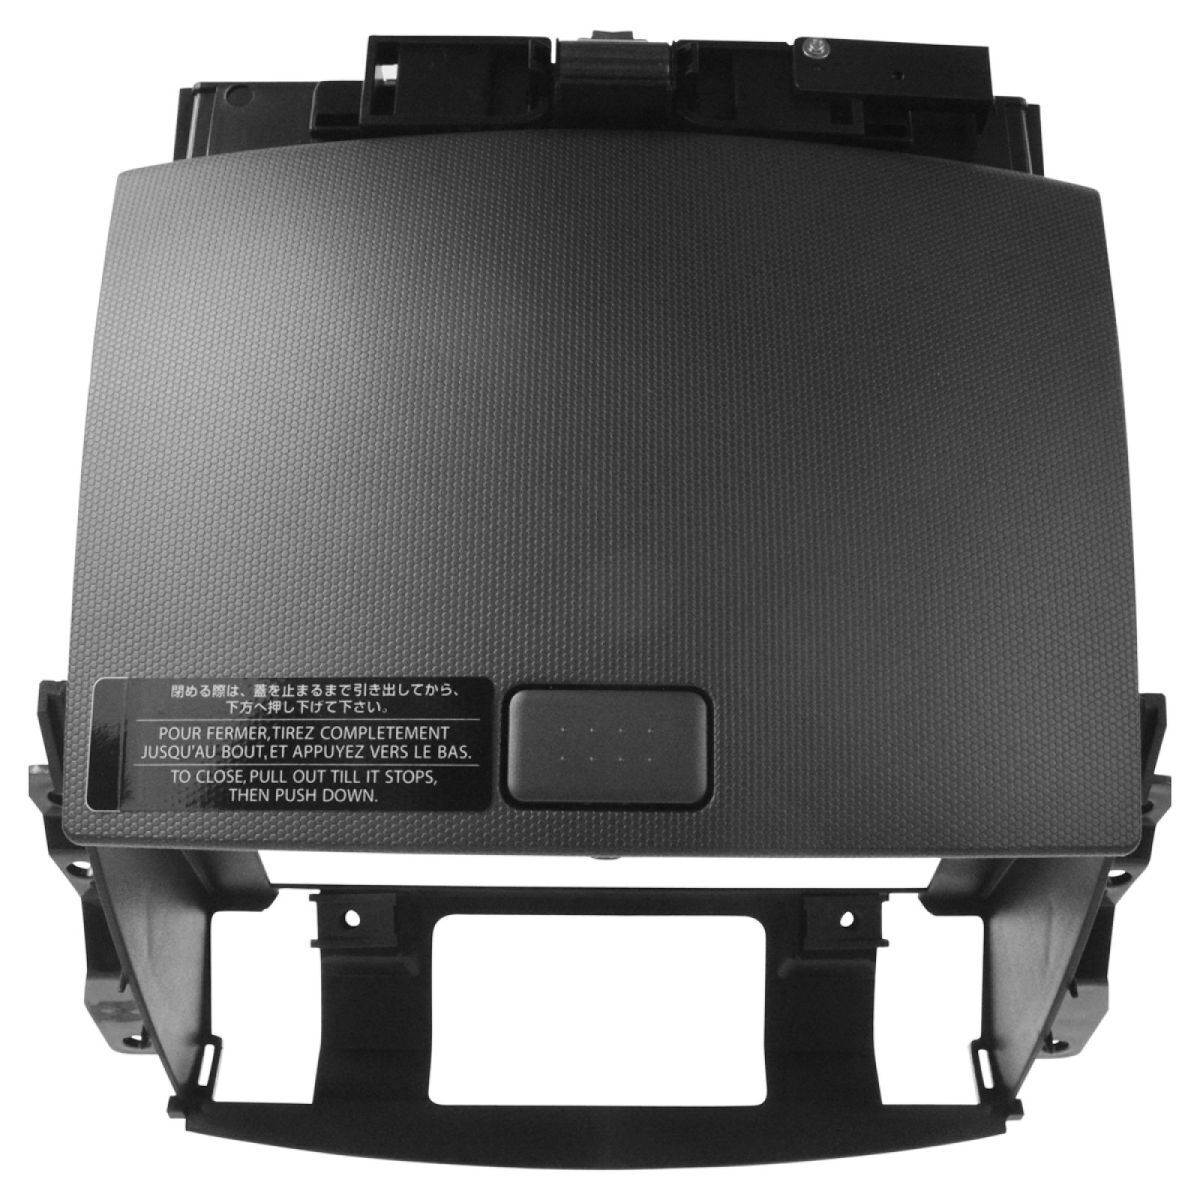 閉める際は、蓋を止まるまで引き出してから、
下方へ押し下げて下さい。
POUR FERMER,TIREZ COMPLETEMENT
JUSQU'AU BOUT,ET APPUYEZ VERS LE BAS.
TO CLOSE,PULL OUT TILL IT STOPS,
THEN PUSH DOWN.